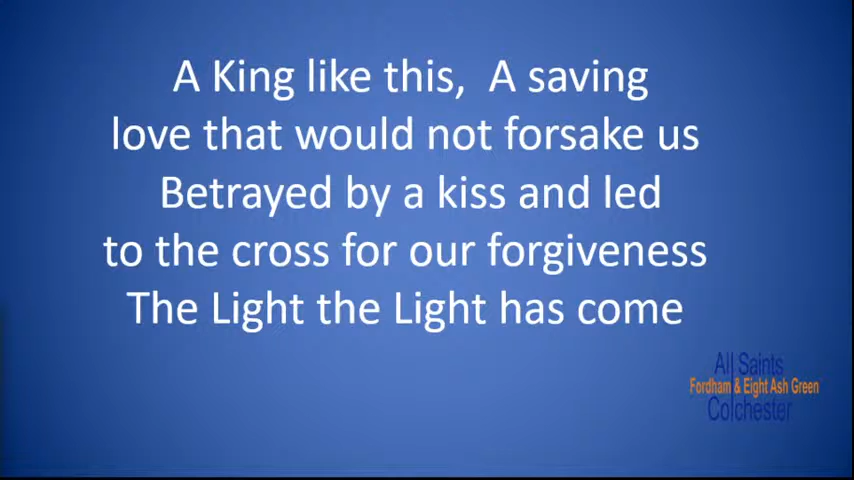 A King like this,  A saving
love that would not forsake us
Betrayed by a kiss and led
to the cross for our forgiveness
The Light the Light has come
All Saints
Fordham & Eight Ash Green
Colchester